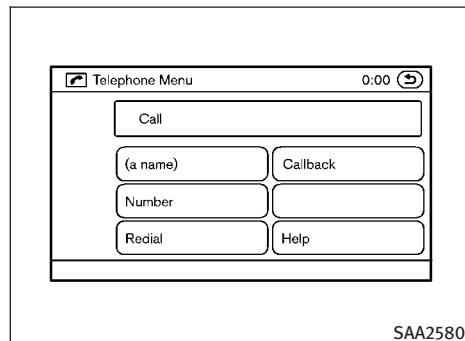 Telephone Menu 0:00
Call
(a name) Callback
Number
Redial Help
SAA2580